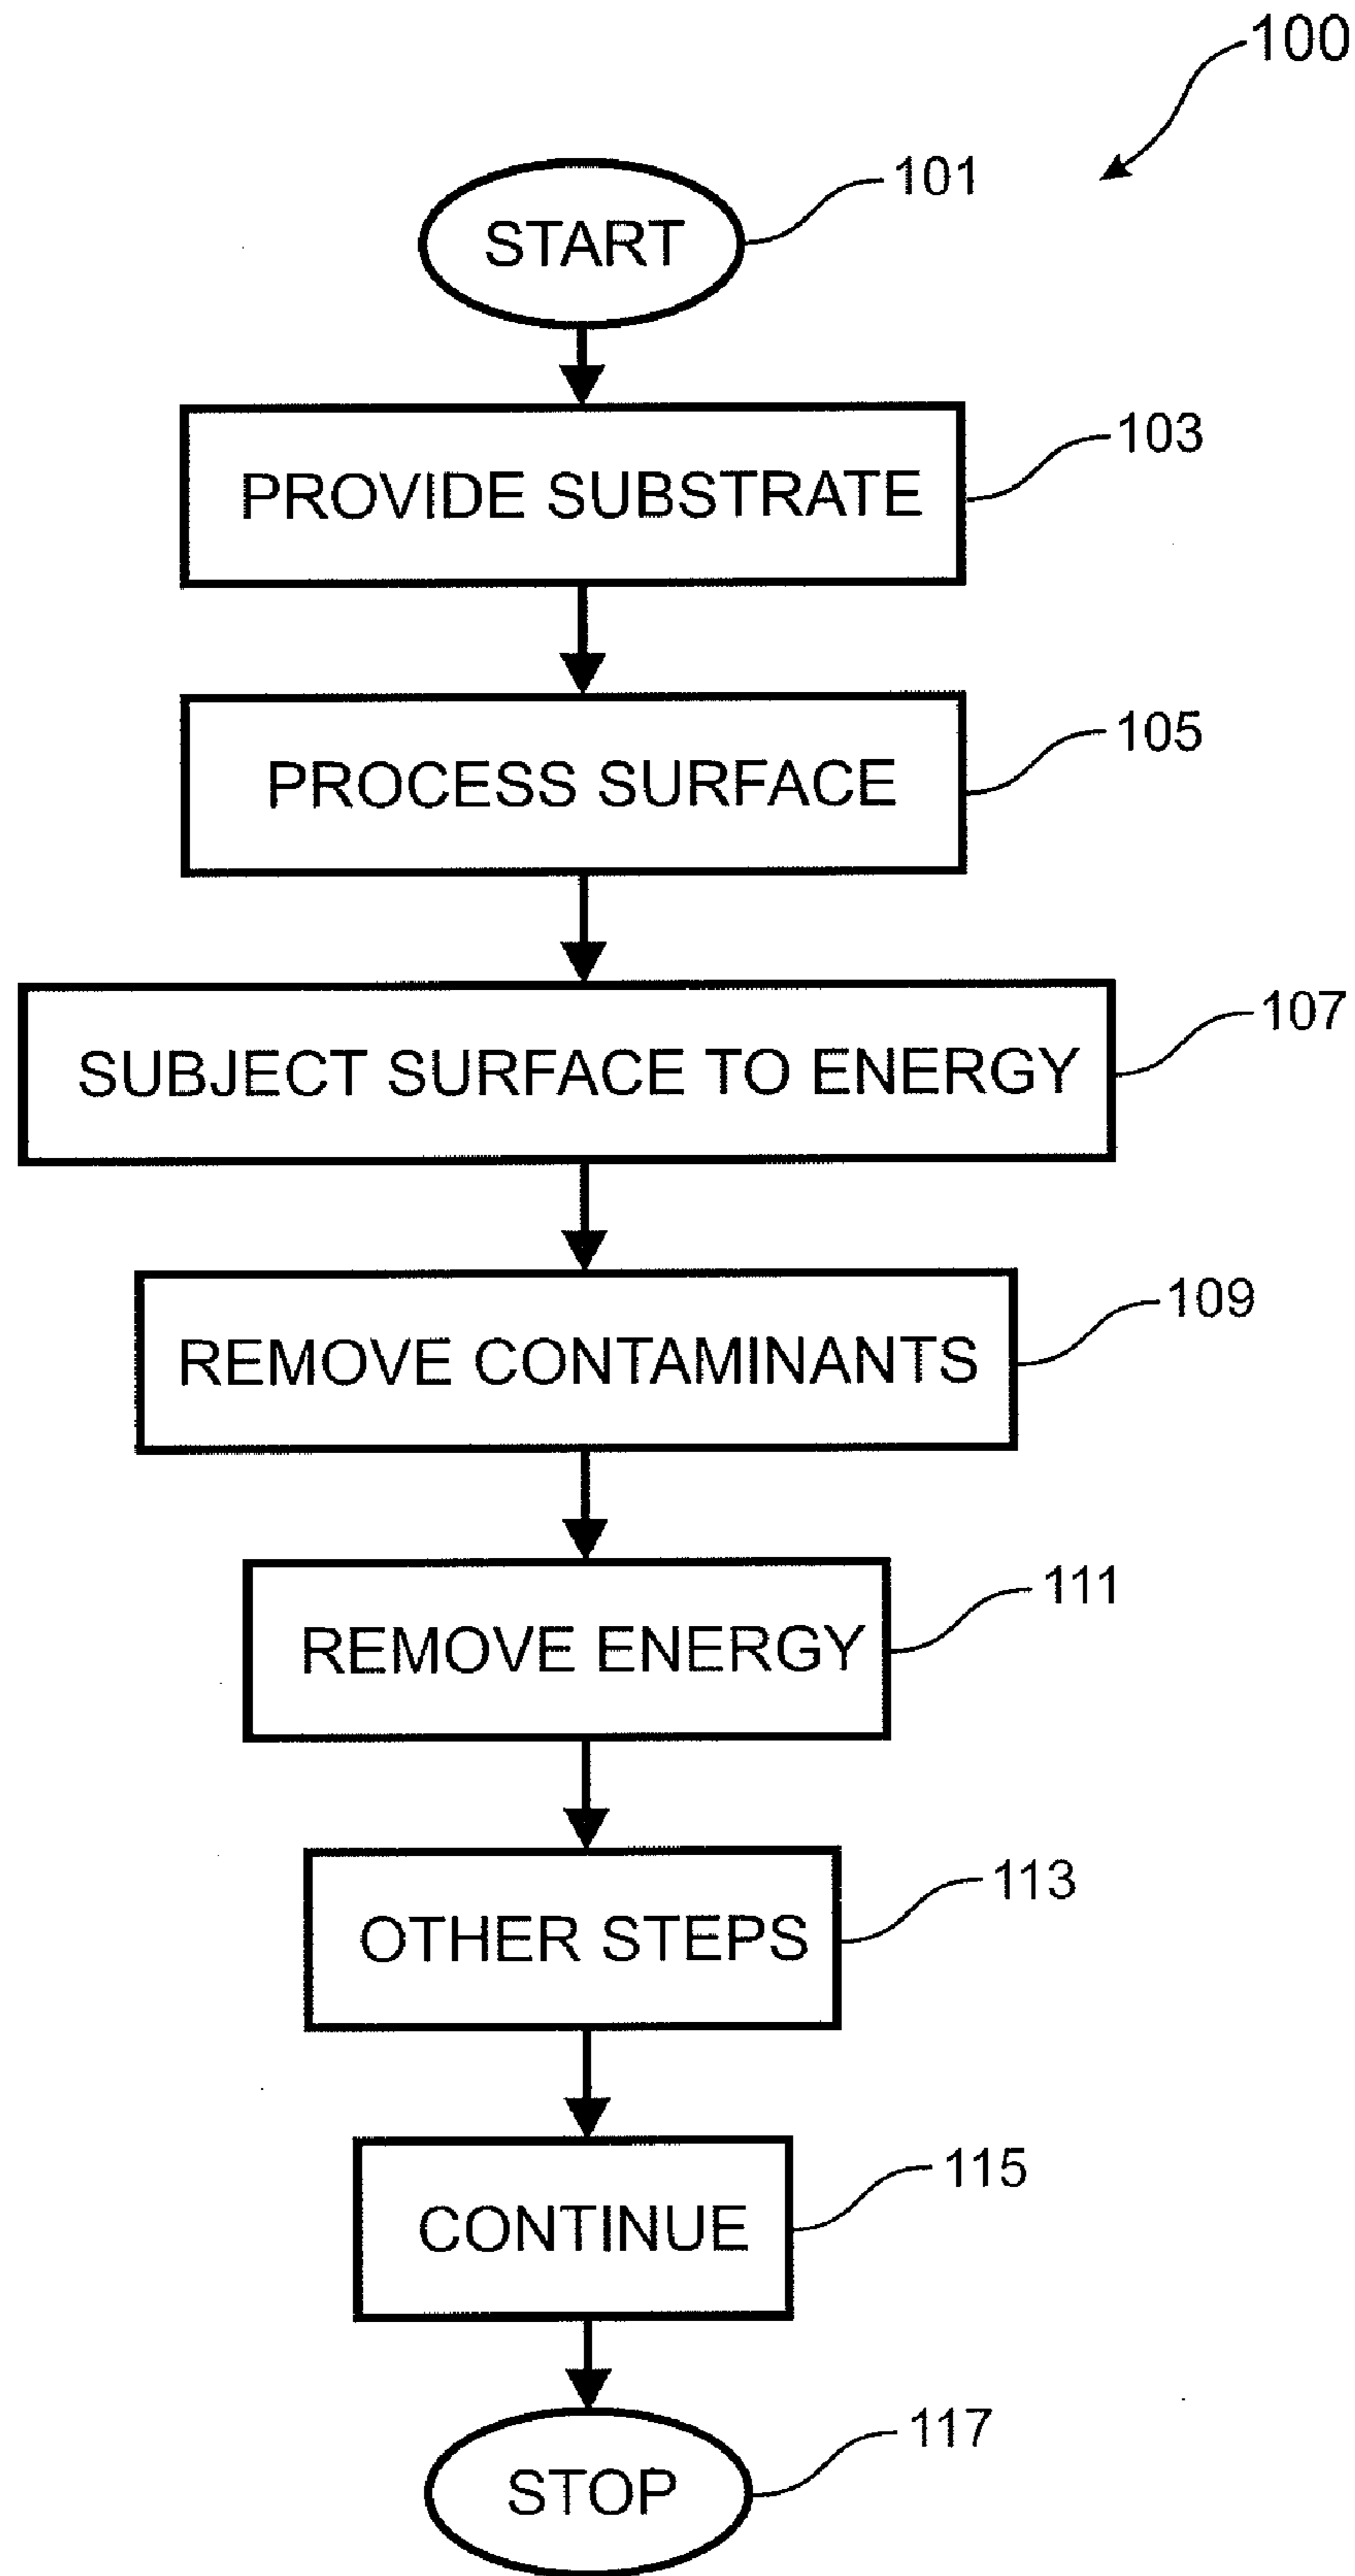 100
101
START
103
PROVIDE SUBSTRATE
105
PROCESS SURFACE
107
SUBJECT SURFACE TO ENERGY
109
REMOVE CONTAMINANTS
111
REMOVE ENERGY
113
OTHER STEPS
115
CONTINUE
117
STOP